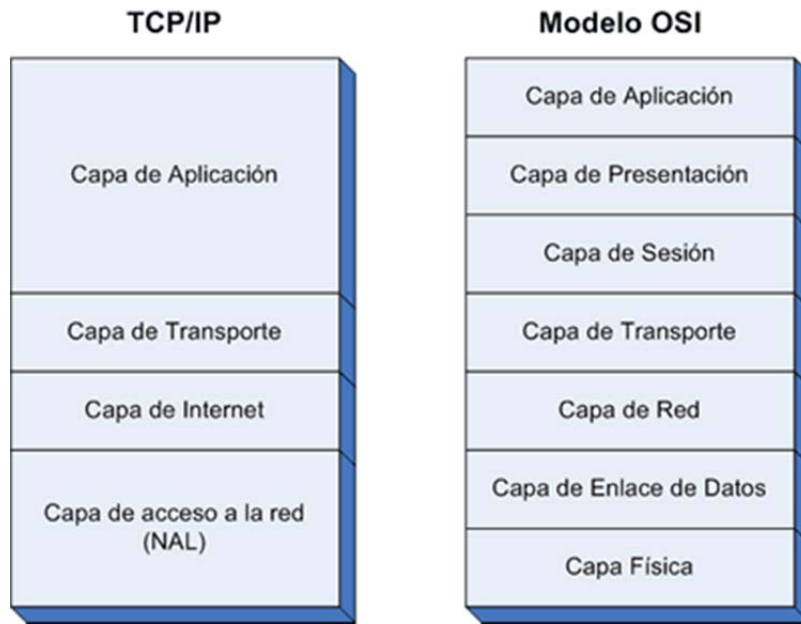 TCP/IP
Capa de Aplicación
Capa de Transporte
Capa de Internet
Capa de acceso a la red
(NAL)
Modelo OSI
Capa de Aplicación
Capa de Presentación
Capa de Sesión
Capa de Transporte
Capa de Red
Capa de Enlace de Datos
Capa Física